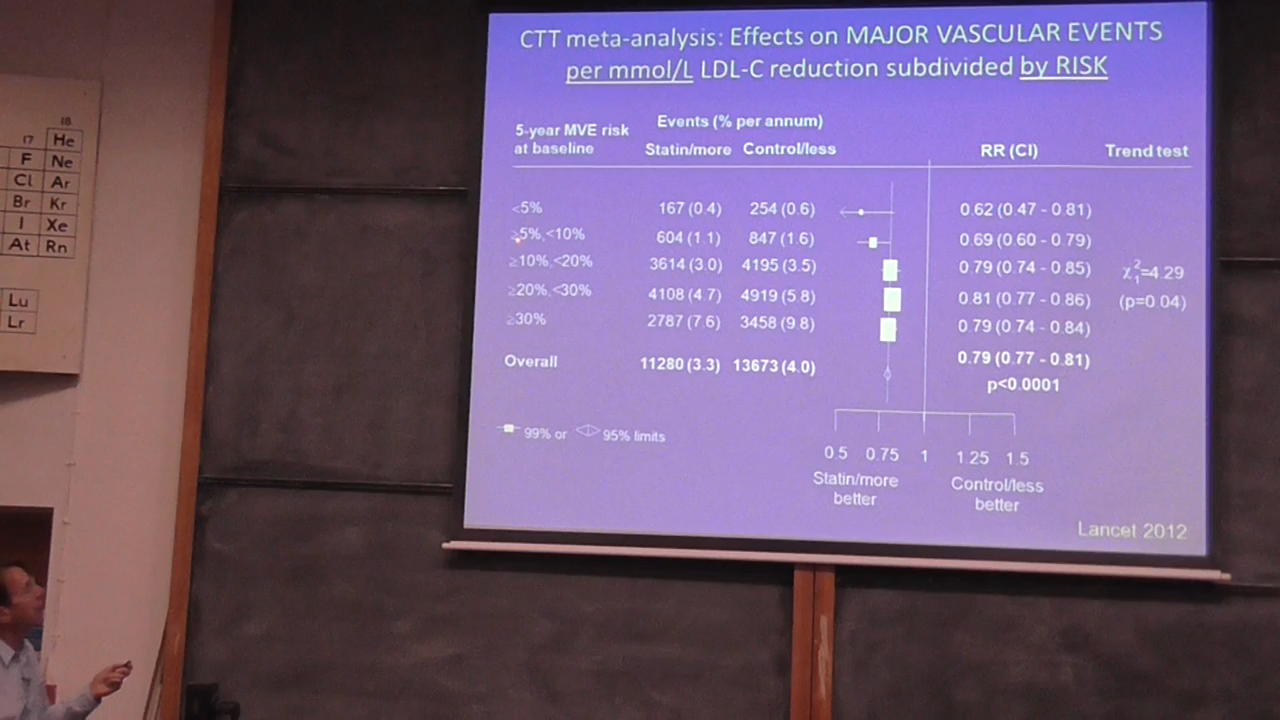 CTT meta-analysis: Effects on MAJOR VASCULAR EVENTS
per mmol/L LDL-C reduction subdivided by RISK
5-year MVE risk at baseline Events (% per annum) Statin/more Control/less RR (CI) Trend test
<5% 167 (0.4) 254 (0.6) 0.62 (0.47 - 0.81)
≥5%,<10% 604 (1.1) 847 (1.6) 0.69 (0.60 - 0.79)
≥10%,<20% 3614 (3.0) 4195 (3.5) 0.79 (0.74 - 0.85) χ²₁=4.29
≥20%,<30% 4108 (4.7) 4919 (5.8) 0.81 (0.77 - 0.86) (p=0.04)
≥30% 2787 (7.6) 3458 (9.8) 0.79 (0.74 - 0.84)
Overall 11280 (3.3) 13673 (4.0) 0.79 (0.77 - 0.81)
p<0.0001
99% or 95% limits
0.5 0.75 1 1.25 1.5
Statin/more better Control/less better
Lancet 2012
18
17 He
F Ne
Cl Ar
Br Kr
I Xe
At Rn
Lu
Lr